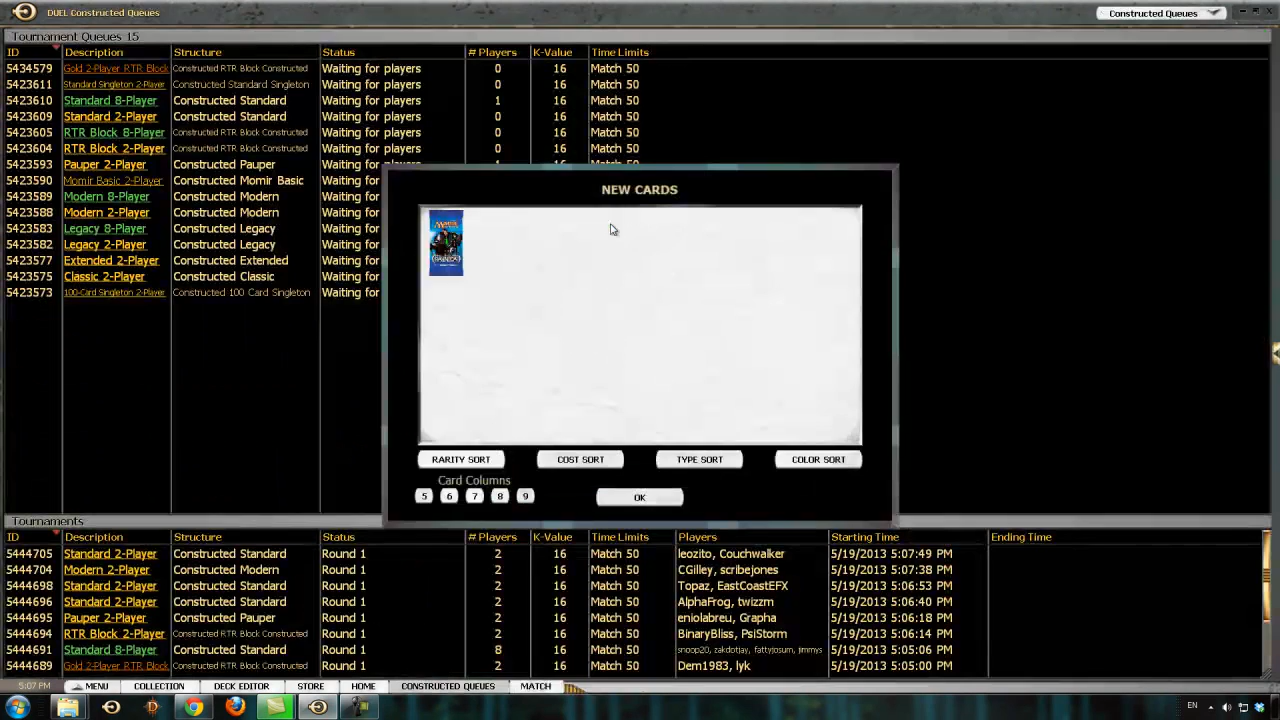 DUEL Constructed Queues
Constructed Queues
Tournament Queues 15
ID Description Structure Status # Players K-Value Time Limits
5434579 Gold 2-Player RTR Block Constructed RTR Block Constructed Waiting for players 0 16 Match 50
5423611 Standard Singleton 2-Player Constructed Standard Singleton Waiting for players 0 16 Match 50
5423610 Standard 8-Player Constructed Standard Waiting for players 1 16 Match 50
5423609 Standard 2-Player Constructed Standard Waiting for players 0 16 Match 50
5423605 RTR Block 8-Player Constructed RTR Block Constructed Waiting for players 0 16 Match 50
5423604 RTR Block 2-Player Constructed RTR Block Constructed Waiting for players 0 16 Match 50
5423593 Pauper 2-Player Constructed Pauper Waiting for players 1 16 Match 50
5423590 Momir Basic 2-Player Constructed Momir Basic Waiting for
5423589 Modern 8-Player Constructed Modern Waiting for
5423588 Modern 2-Player Constructed Modern Waiting for
5423583 Legacy 8-Player Constructed Legacy Waiting for
5423582 Legacy 2-Player Constructed Legacy Waiting for
5423577 Extended 2-Player Constructed Extended Waiting for
5423575 Classic 2-Player Constructed Classic Waiting for
5423573 100-Card Singleton 2-Player Constructed 100 Card Singleton Waiting for
NEW CARDS
RARITY SORT COST SORT TYPE SORT COLOR SORT
Card Columns
5 6 7 8 9
OK
Tournaments
ID Description Structure Status # Players K-Value Time Limits Players Starting Time Ending Time
5444705 Standard 2-Player Constructed Standard Round 1 2 16 Match 50 leozito, Couchwalker 5/19/2013 5:07:49 PM
5444704 Modern 2-Player Constructed Modern Round 1 2 16 Match 50 CGilley, scribejones 5/19/2013 5:07:38 PM
5444698 Standard 2-Player Constructed Standard Round 1 2 16 Match 50 Topaz, EastCoastEFX 5/19/2013 5:06:53 PM
5444696 Standard 2-Player Constructed Standard Round 1 2 16 Match 50 AlphaFrog, twizzm 5/19/2013 5:06:40 PM
5444695 Pauper 2-Player Constructed Pauper Round 1 2 16 Match 50 eniolabreu, Grapha 5/19/2013 5:06:18 PM
5444694 RTR Block 2-Player Constructed RTR Block Constructed Round 1 2 16 Match 50 BinaryBliss, PsiStorm 5/19/2013 5:06:14 PM
5444691 Standard 8-Player Constructed Standard Round 1 8 16 Match 50 snoop20, zakdotjay, fattyjosum, jimmys 5/19/2013 5:05:06 PM
5444689 Gold 2-Player RTR Block Constructed RTR Block Constructed Round 1 2 16 Match 50 Dem1983, lyk 5/19/2013 5:05:00 PM
5:07 PM MENU COLLECTION DECK EDITOR STORE HOME CONSTRUCTED QUEUES MATCH
EN